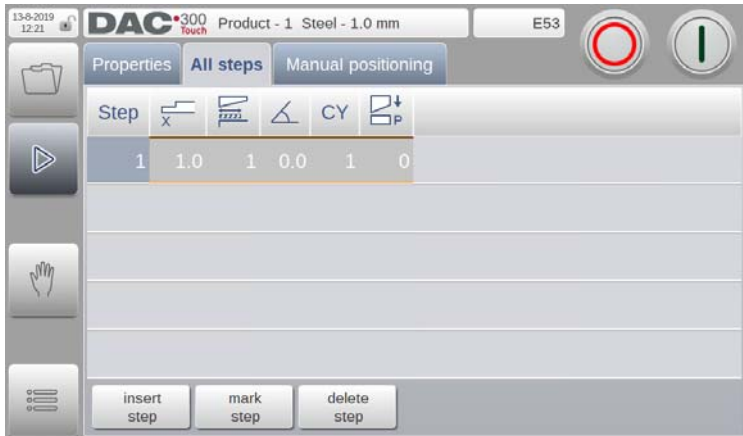 13-8-2019
12:21
DAC•300 Touch Product - 1 Steel - 1.0 mm E53
Properties All steps Manual positioning
Step X CY P
1 1.0 1 0.0 1 0
insert step
mark step
delete step